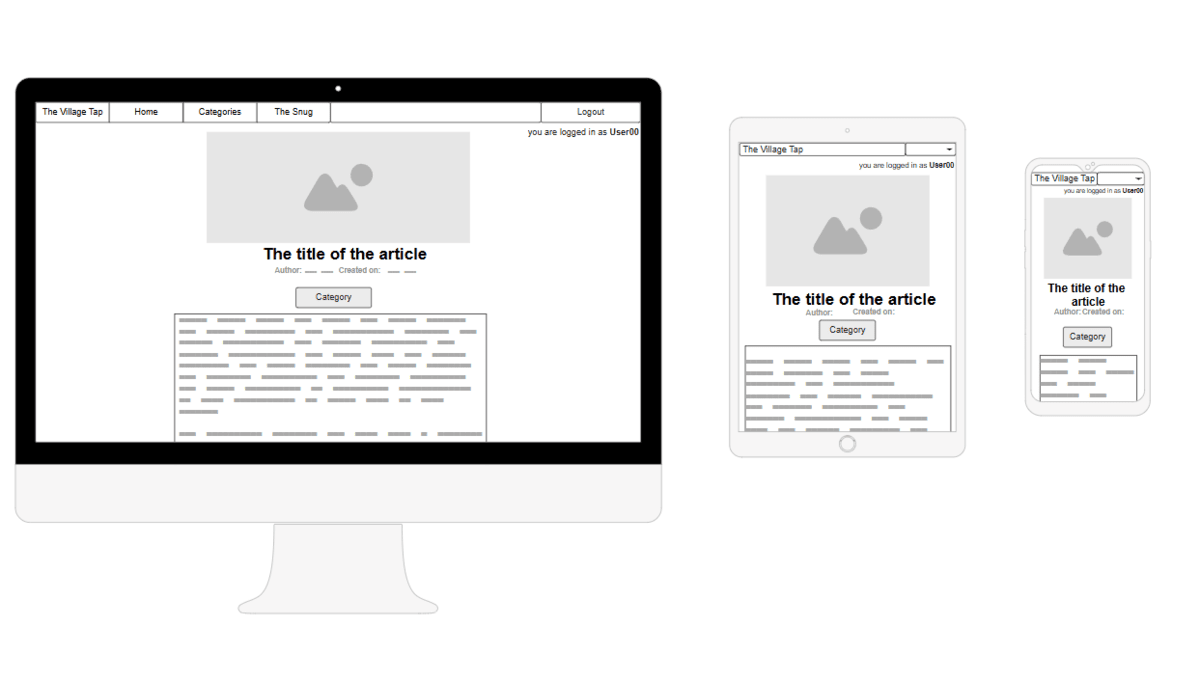 The Village Tap Home Categories The Snug Logout
you are logged in as User00
The title of the article
Author: Created on:
Category
The Village Tap
you are logged in as User00
The title of the article
Author: Created on:
Category
The Village Tap
you are logged in as User00
The title of the
article
Author: Created on:
Category